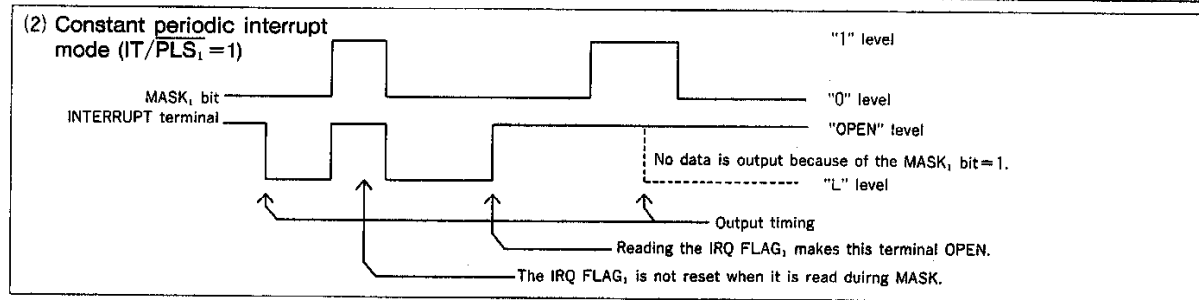 (2) Constant periodic interrupt
mode (IT/PLS₁=1)
"1" level
MASK₁ bit
"0" level
INTERRUPT terminal
"OPEN" level
No data is output because of the MASK₁ bit=1.
"L" level
Output timing
Reading the IRQ FLAG₁ makes this terminal OPEN.
The IRQ FLAG₁ is not reset when it is read duirng MASK.